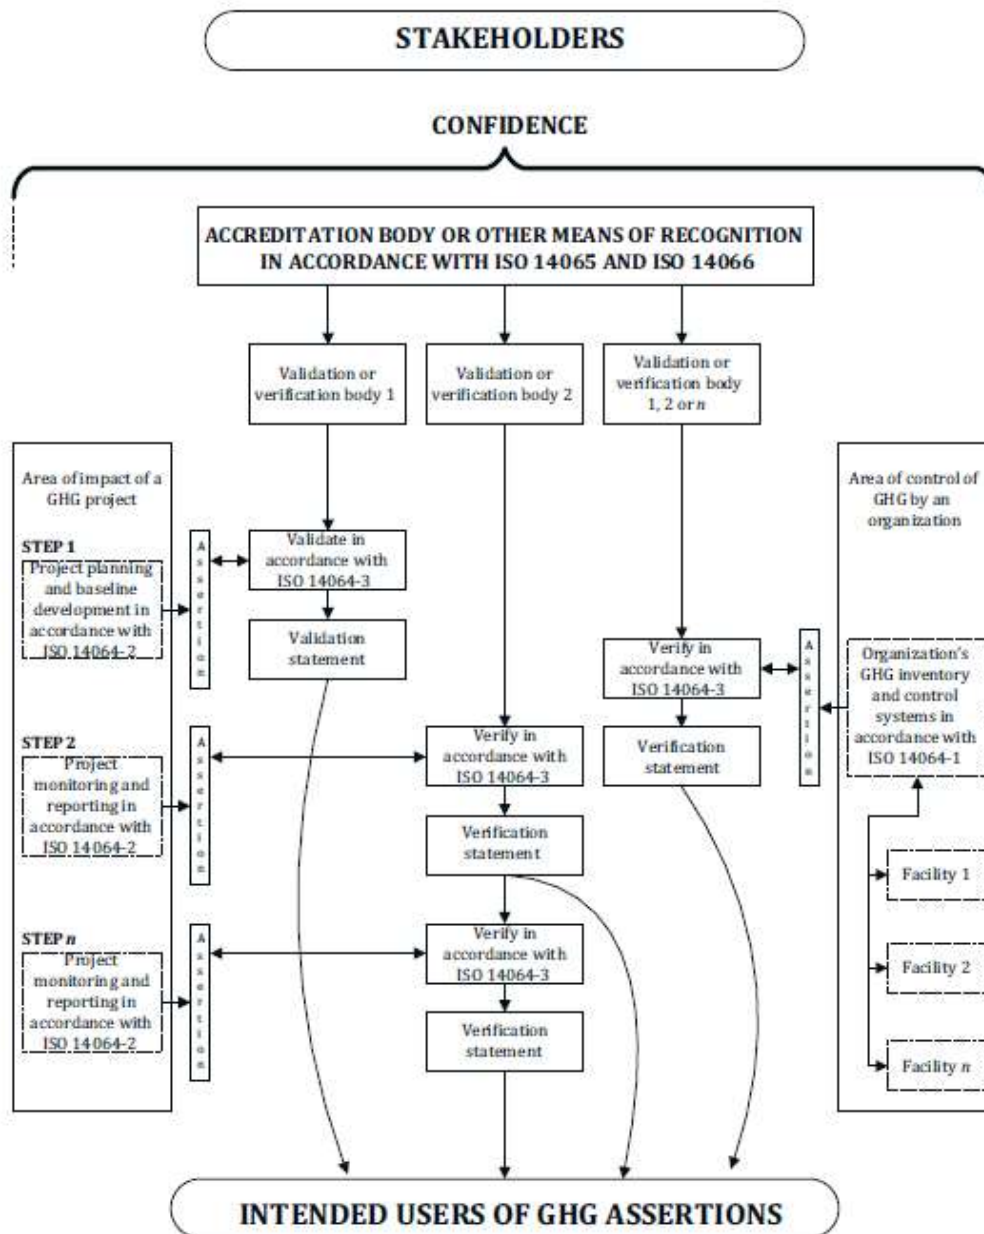 STAKEHOLDERS
CONFIDENCE
ACCREDITATION BODY OR OTHER MEANS OF RECOGNITION
IN ACCORDANCE WITH ISO 14065 AND ISO 14066
Validation or
verification body 1
Validation or
verification body 2
Validation or
verification body
1, 2 or n
Area of impact of a
GHG project
STEP 1
Project planning
and baseline
development in
accordance with
ISO 14064-2
Assertion
Validate in
accordance with
ISO 14064-3
Validation
statement
STEP 2
Project
monitoring and
reporting in
accordance with
ISO 14064-2
Assertion
Verify in
accordance with
ISO 14064-3
Verification
statement
STEP n
Project
monitoring and
reporting in
accordance with
ISO 14064-2
Assertion
Verify in
accordance with
ISO 14064-3
Verification
statement
Verify in
accordance with
ISO 14064-3
Verification
statement
Assertion
Area of control of
GHG by an
organization
Organization's
GHG inventory
and control
systems in
accordance with
ISO 14064-1
Facility 1
Facility 2
Facility n
INTENDED USERS OF GHG ASSERTIONS